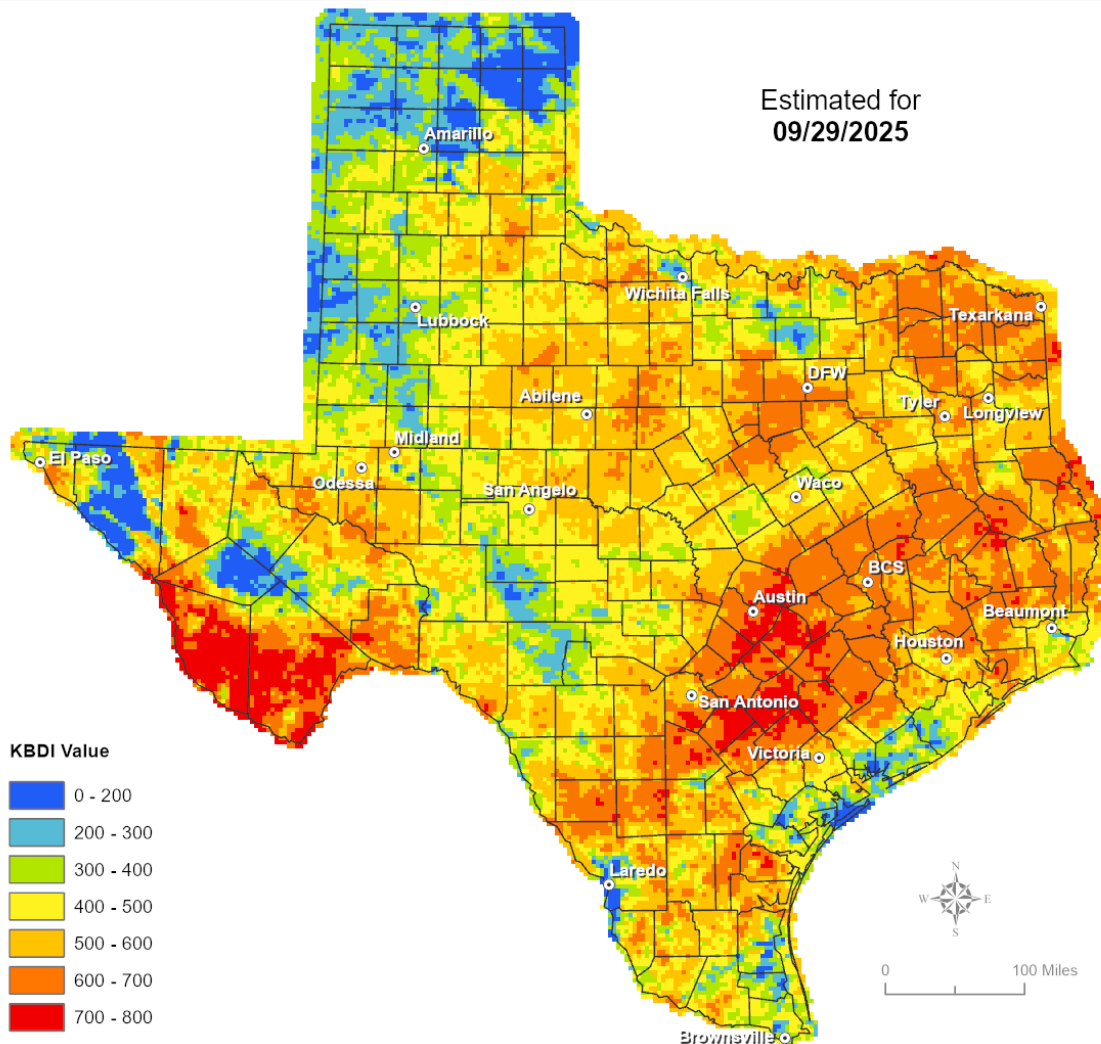 Estimated for
09/29/2025
Amarillo
Wichita Falls
Lubbock
Texarkana
DFW
Abilene
Tyler
Longview
Midland
El Paso
Odessa
San Angelo
Waco
BCS
Austin
Beaumont
Houston
San Antonio
Victoria
Laredo
Brownsville
KBDI Value
0 - 200
200 - 300
300 - 400
400 - 500
500 - 600
600 - 700
700 - 800
N
W E
S
0 100 Miles